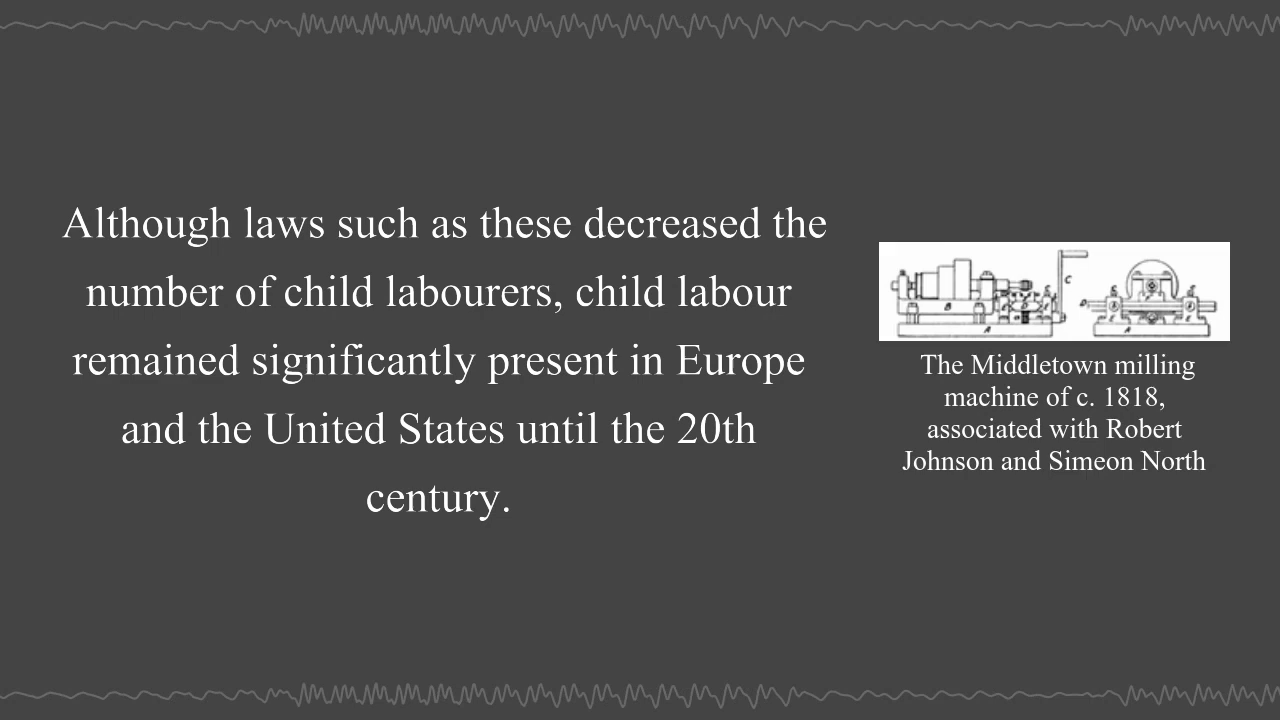 Although laws such as these decreased the
number of child labourers, child labour
remained significantly present in Europe
and the United States until the 20th
century.
The Middletown milling
machine of c. 1818,
associated with Robert
Johnson and Simeon North